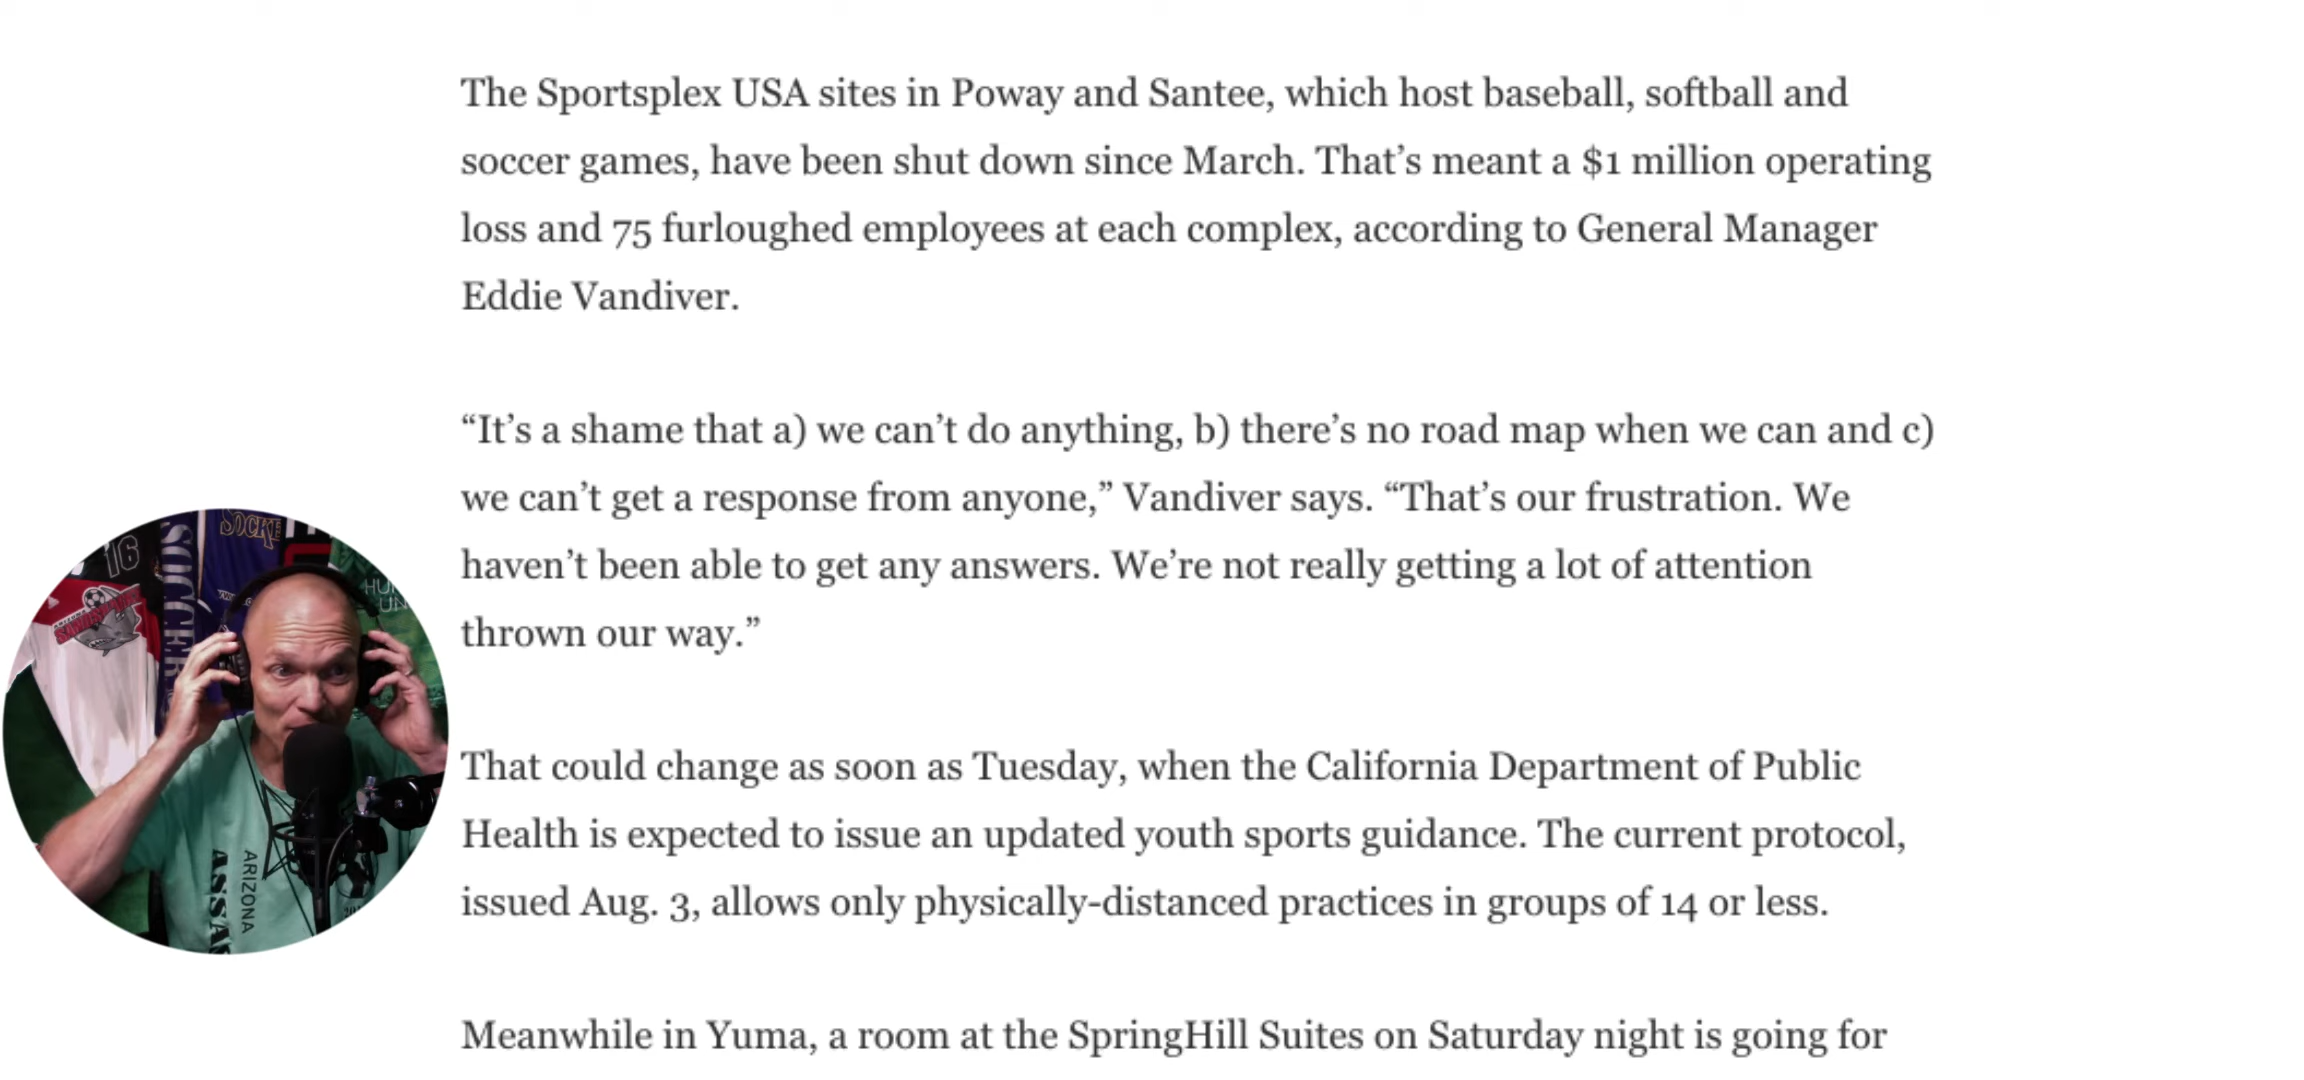 The Sportsplex USA sites in Poway and Santee, which host baseball, softball and
soccer games, have been shut down since March. That’s meant a $1 million operating
loss and 75 furloughed employees at each complex, according to General Manager
Eddie Vandiver.
“It’s a shame that a) we can’t do anything, b) there’s no road map when we can and c)
we can’t get a response from anyone,” Vandiver says. “That’s our frustration. We
haven’t been able to get any answers. We’re not really getting a lot of attention
thrown our way.”
That could change as soon as Tuesday, when the California Department of Public
Health is expected to issue an updated youth sports guidance. The current protocol,
issued Aug. 3, allows only physically-distanced practices in groups of 14 or less.
Meanwhile in Yuma, a room at the SpringHill Suites on Saturday night is going for
16
SOCCER
ARIZONA